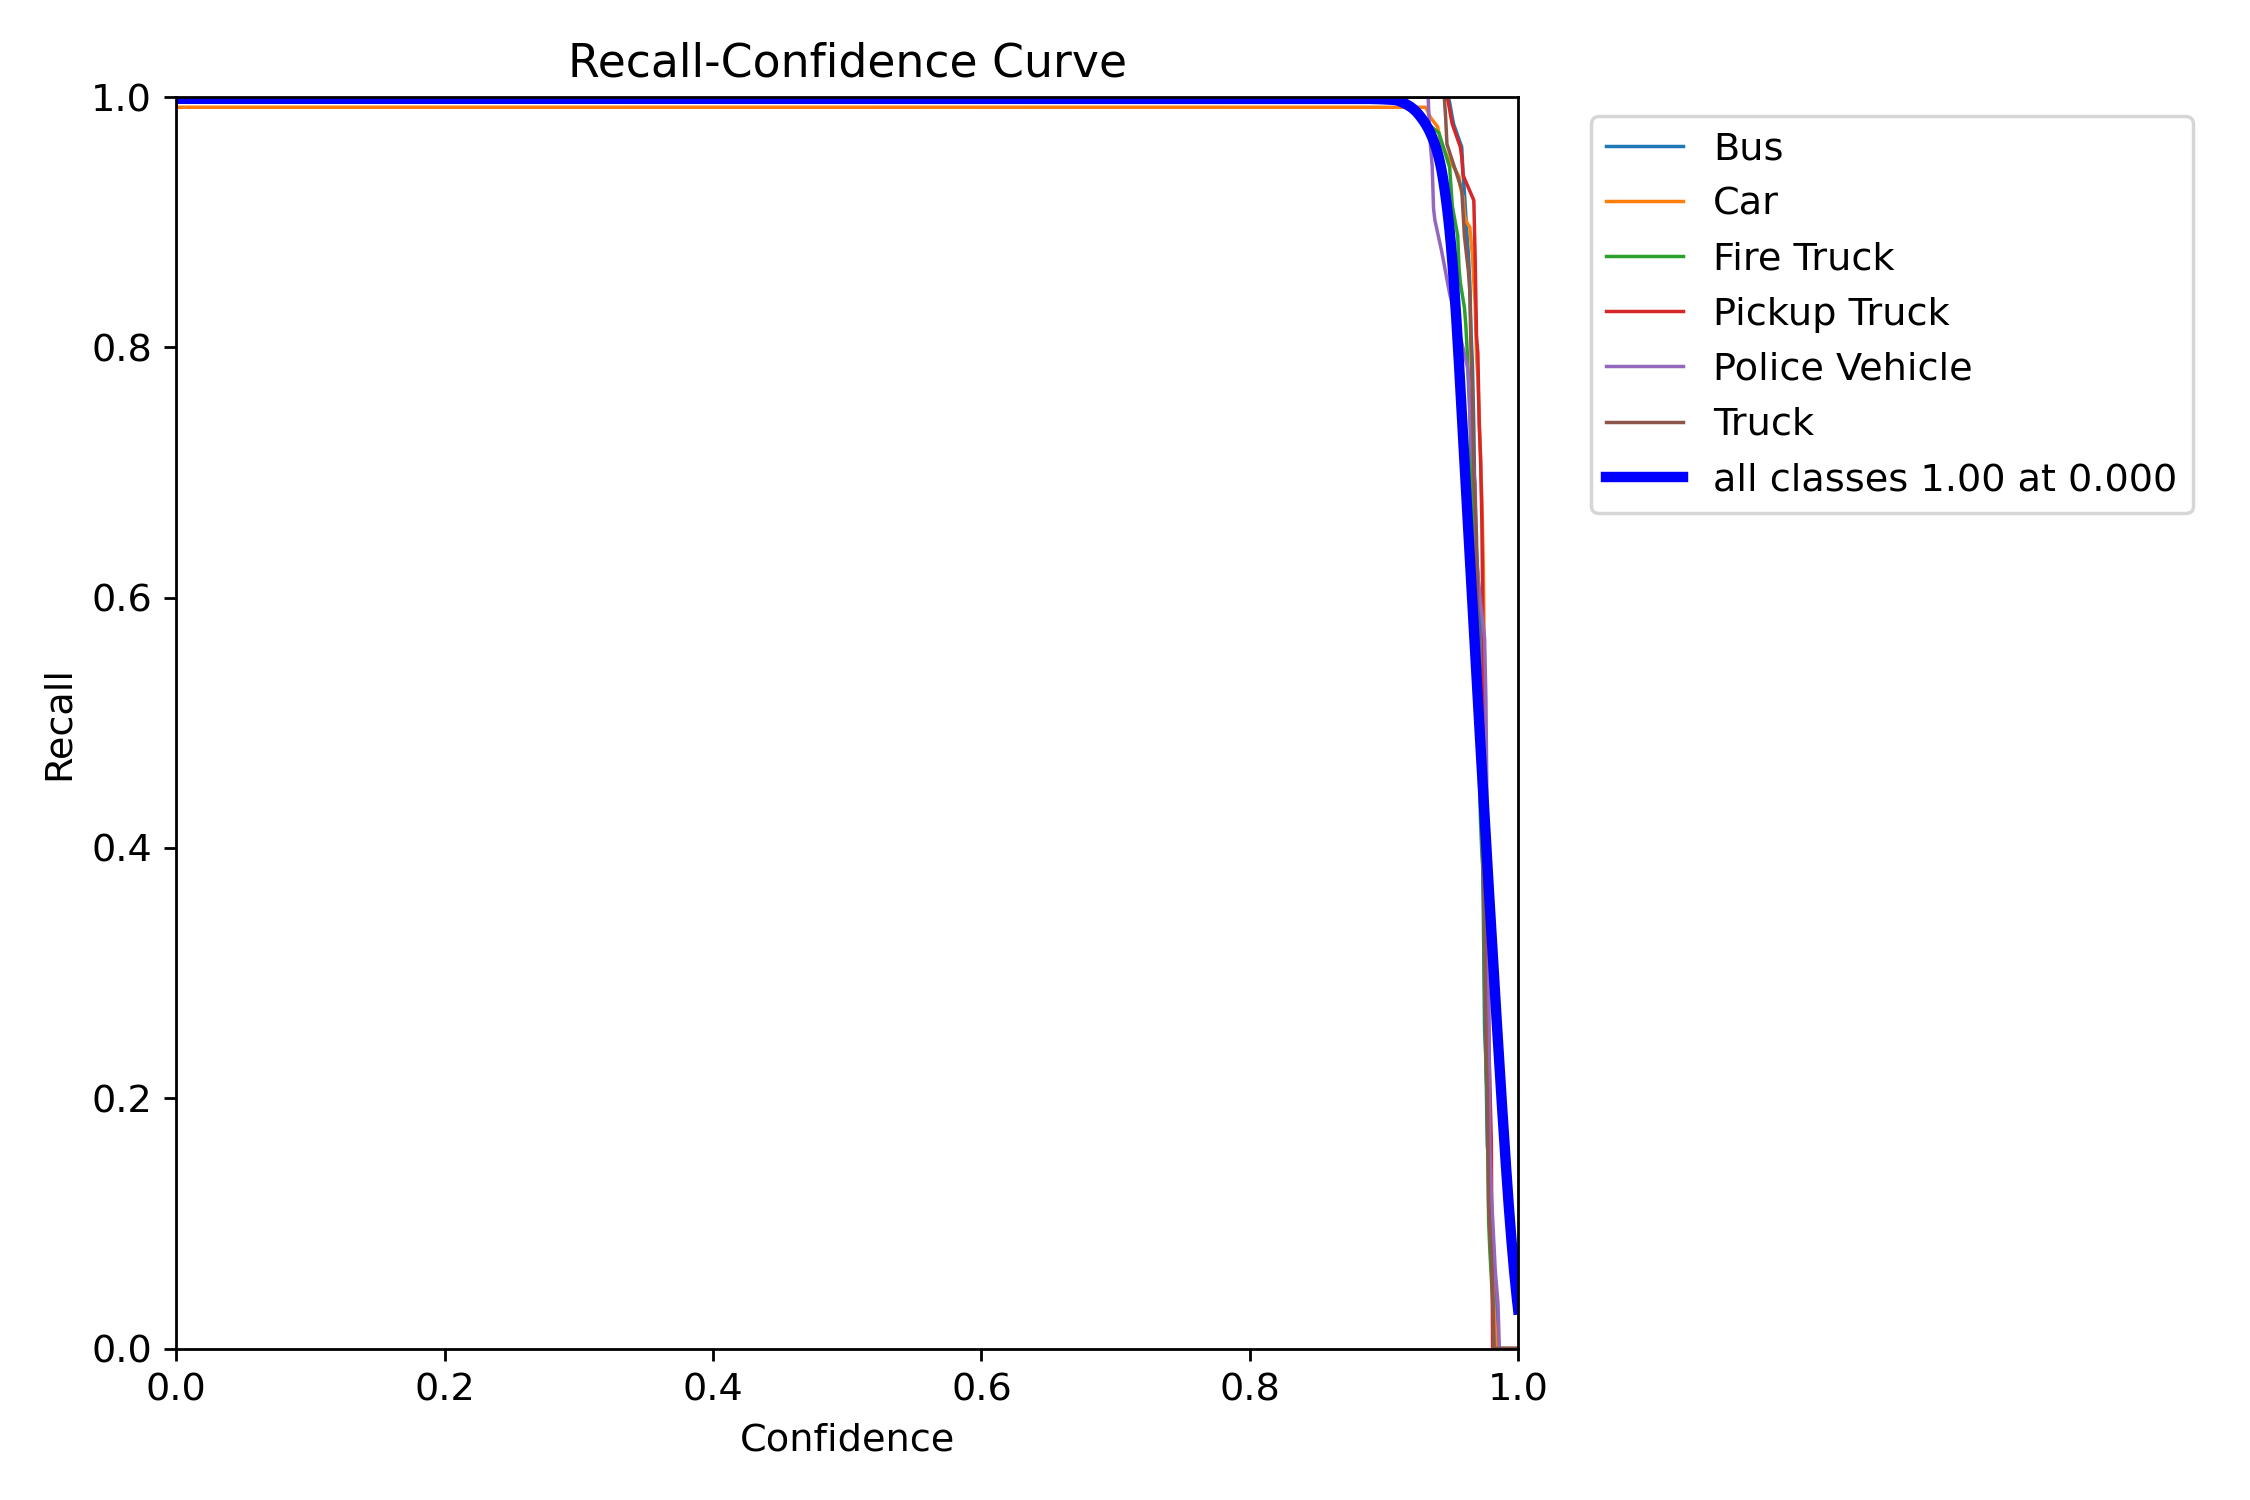 Recall-Confidence Curve
1.0
0.8
0.6
0.4
0.2
0.0
Recall
0.0 0.2 0.4 0.6 0.8 1.0
Confidence
Bus
Car
Fire Truck
Pickup Truck
Police Vehicle
Truck
all classes 1.00 at 0.000